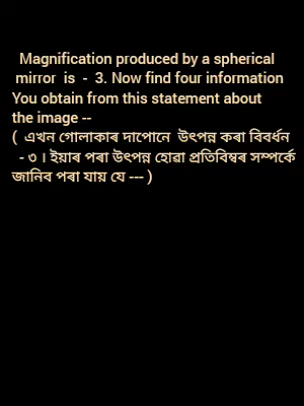 Magnification produced by a spherical
mirror is - 3. Now find four information
You obtain from this statement about
the image --
( এখন গোলাকাৰ দাপোনে উৎপন্ন কৰা বিবৰ্ধন
- ৩ । ইয়াৰ পৰা উৎপন্ন হোৱা প্ৰতিবিম্বৰ সম্পৰ্কে
জানিব পৰা যায় যে --- )